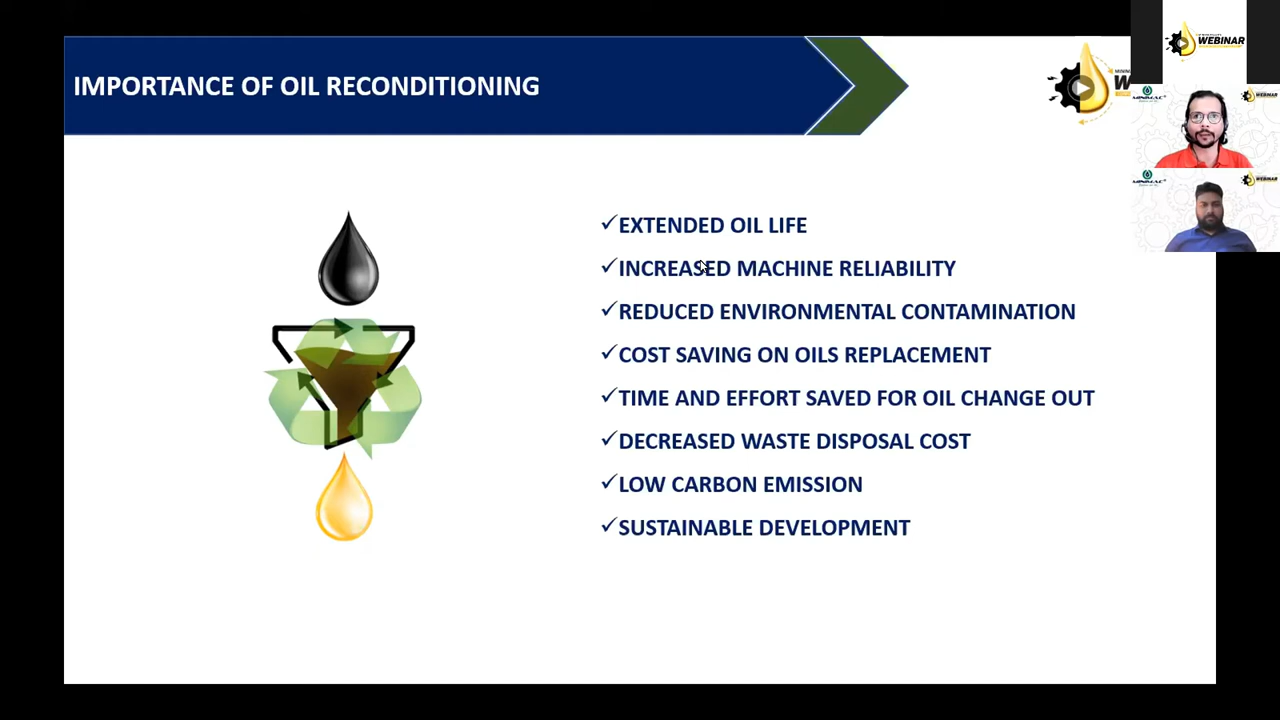 IMPORTANCE OF OIL RECONDITIONING
WEBINAR
MINIMAC
✓EXTENDED OIL LIFE
✓INCREASED MACHINE RELIABILITY
✓REDUCED ENVIRONMENTAL CONTAMINATION
✓COST SAVING ON OILS REPLACEMENT
✓TIME AND EFFORT SAVED FOR OIL CHANGE OUT
✓DECREASED WASTE DISPOSAL COST
✓LOW CARBON EMISSION
✓SUSTAINABLE DEVELOPMENT